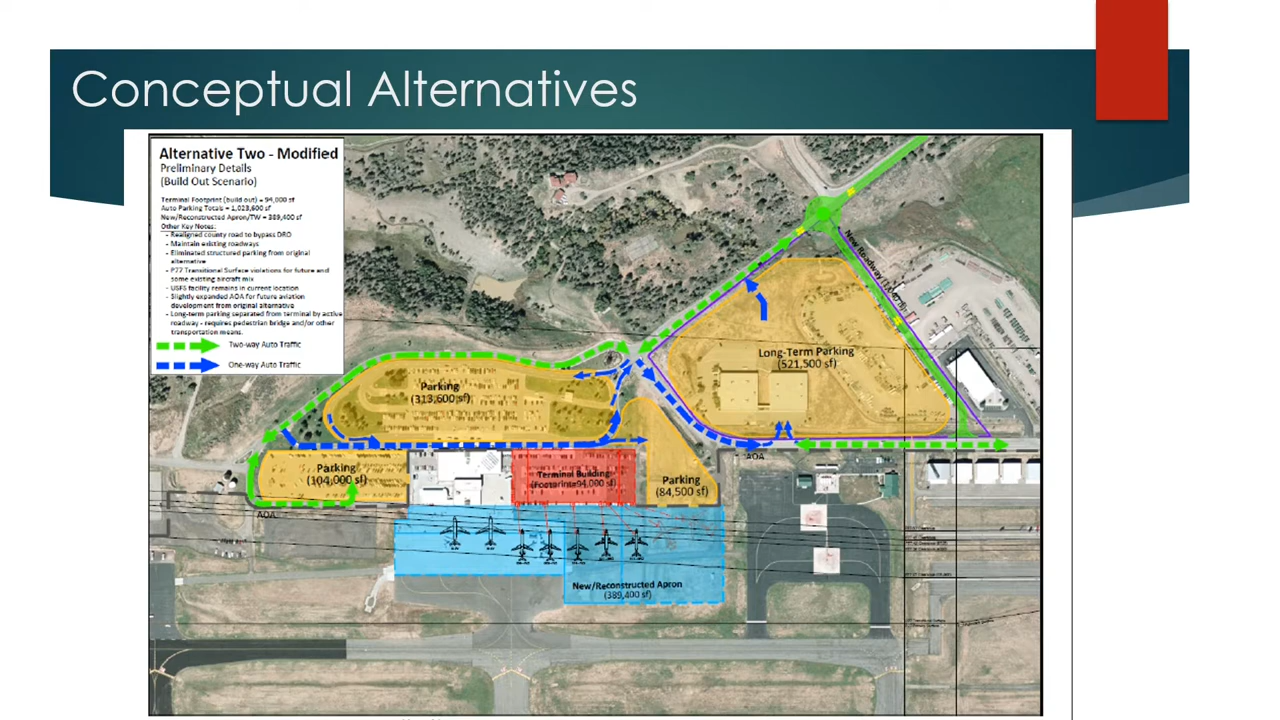 Conceptual Alternatives
Alternative Two - Modified
Preliminary Details
(Build Out Scenario)
Terminal Footprint (build out) = 94,000 sf
Auto Parking Totals = 1,023,600 sf
New/Reconstructed Apron/TW = 389,400 sf
Other Key Notes:
- Realigned county road to bypass DRO
- Maintain existing roadways
- Eliminated structured parking from original
alternative
- P77 Transitional Surface violations for future and
some existing aircraft mix
- USFS facility remains in current location
- Slightly expanded AOA for future aviation
development from original alternative
- Long-term parking separated from terminal by active
roadway - requires pedestrian bridge and/or other
transportation means.
Two-way Auto Traffic
One-way Auto Traffic
New Roadway
Long-Term Parking
(521,500 sf)
Parking
(313,600 sf)
Parking
(104,000 sf)
Terminal Building
(Footprint=94,000 sf)
Parking
(84,500 sf)
AOA
AOA
New/Reconstructed Apron
(389,400 sf)